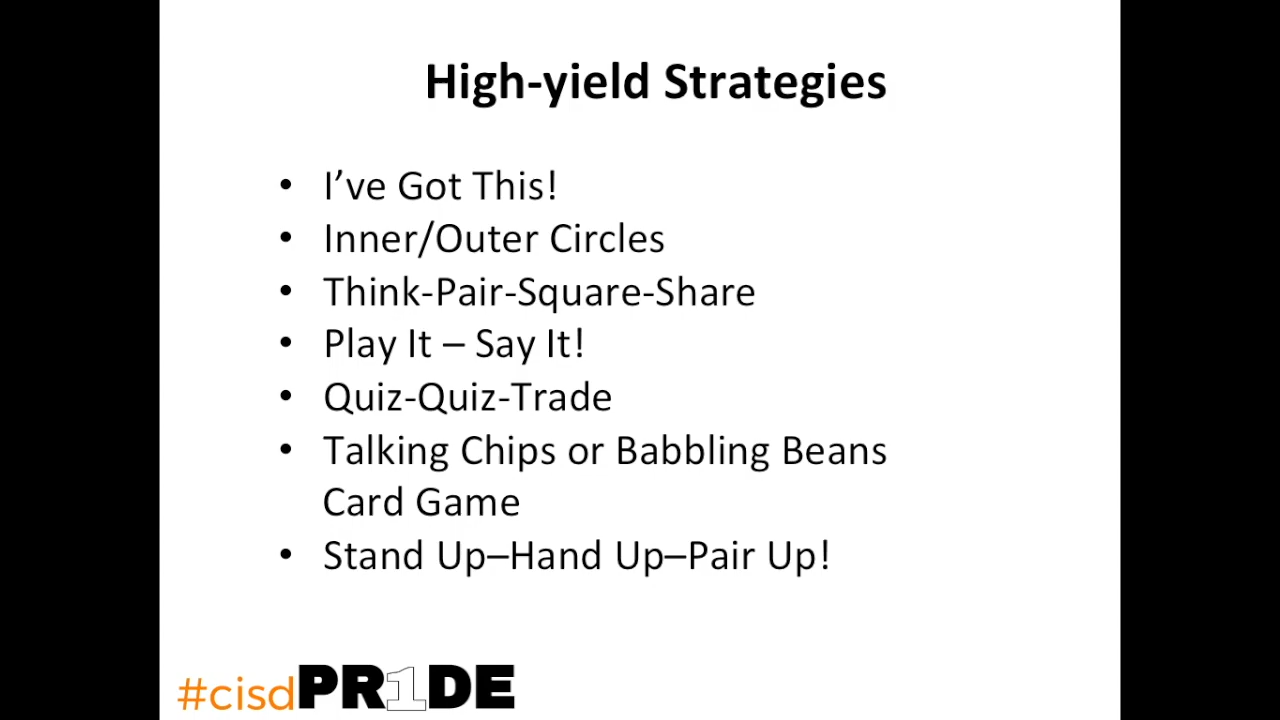 High-yield Strategies
• I’ve Got This!
• Inner/Outer Circles
• Think-Pair-Square-Share
• Play It – Say It!
• Quiz-Quiz-Trade
• Talking Chips or Babbling Beans
Card Game
• Stand Up–Hand Up–Pair Up!
#cisdPR1DE